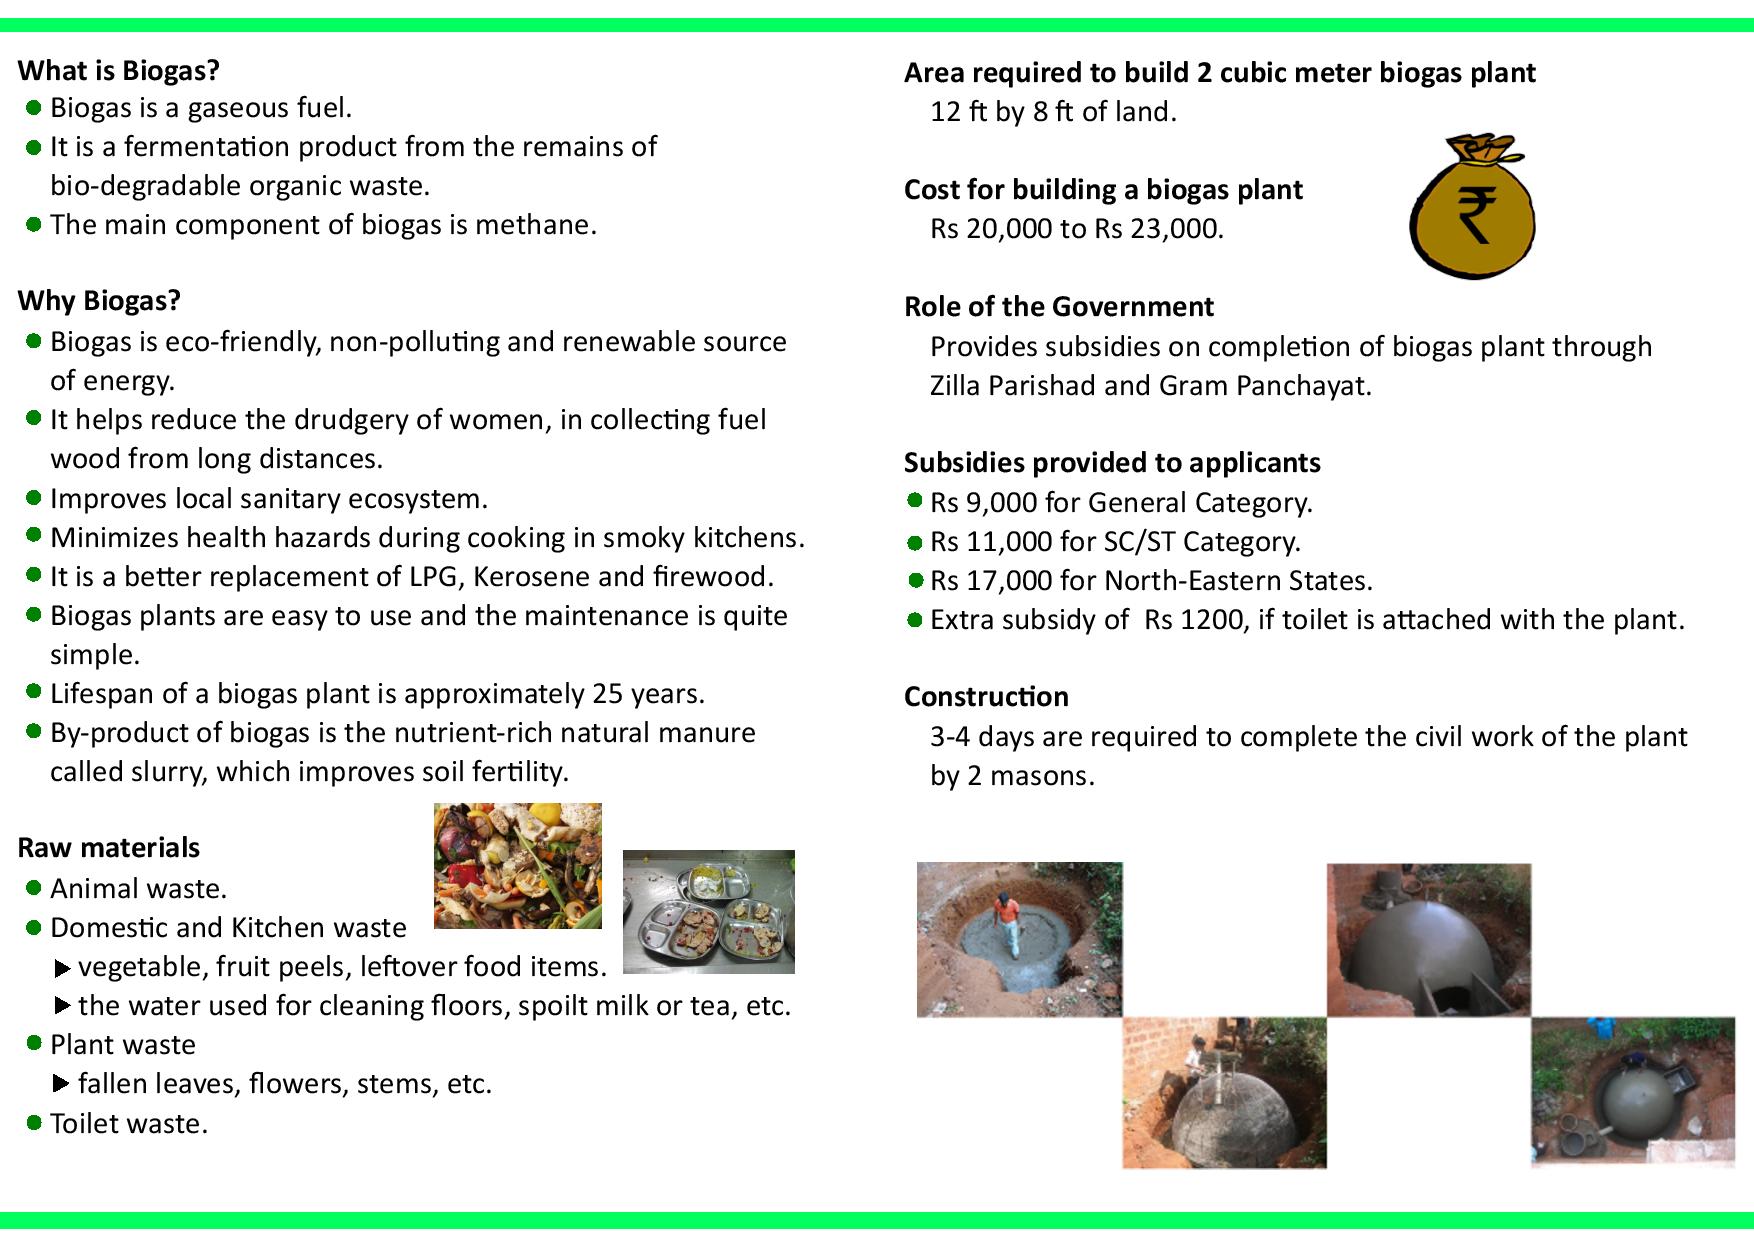 What is Biogas?
Biogas is a gaseous fuel.
It is a fermentation product from the remains of
bio-degradable organic waste.
The main component of biogas is methane.
Why Biogas?
Biogas is eco-friendly, non-polluting and renewable source
of energy.
It helps reduce the drudgery of women, in collecting fuel
wood from long distances.
Improves local sanitary ecosystem.
Minimizes health hazards during cooking in smoky kitchens.
It is a better replacement of LPG, Kerosene and firewood.
Biogas plants are easy to use and the maintenance is quite
simple.
Lifespan of a biogas plant is approximately 25 years.
By-product of biogas is the nutrient-rich natural manure
called slurry, which improves soil fertility.
Raw materials
Animal waste.
Domestic and Kitchen waste
vegetable, fruit peels, leftover food items.
the water used for cleaning floors, spoilt milk or tea, etc.
Plant waste
fallen leaves, flowers, stems, etc.
Toilet waste.
Area required to build 2 cubic meter biogas plant
12 ft by 8 ft of land.
Cost for building a biogas plant
Rs 20,000 to Rs 23,000.
₹
Role of the Government
Provides subsidies on completion of biogas plant through
Zilla Parishad and Gram Panchayat.
Subsidies provided to applicants
Rs 9,000 for General Category.
Rs 11,000 for SC/ST Category.
Rs 17,000 for North-Eastern States.
Extra subsidy of  Rs 1200, if toilet is attached with the plant.
Construction
3-4 days are required to complete the civil work of the plant
by 2 masons.